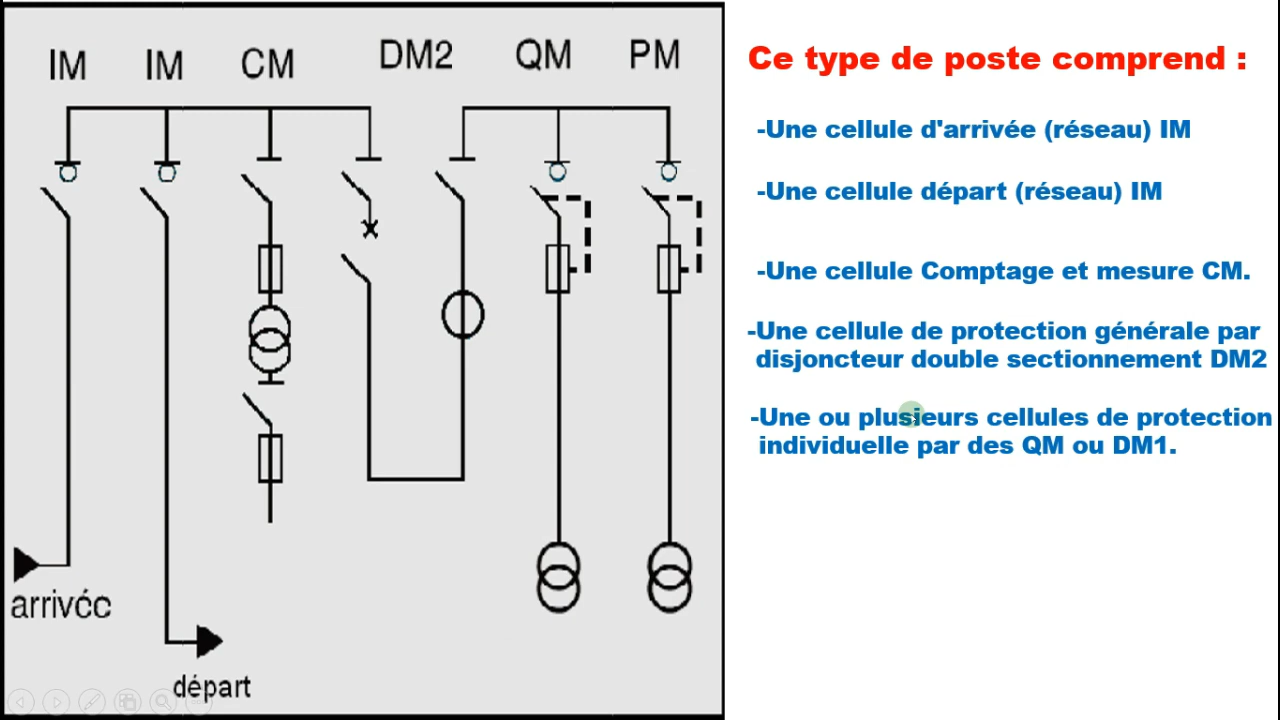 IM IM CM DM2 QM PM
arrivée
départ
Ce type de poste comprend :
-Une cellule d'arrivée (réseau) IM
-Une cellule départ (réseau) IM
-Une cellule Comptage et mesure CM.
-Une cellule de protection générale par
disjoncteur double sectionnement DM2
-Une ou plusieurs cellules de protection
individuelle par des QM ou DM1.